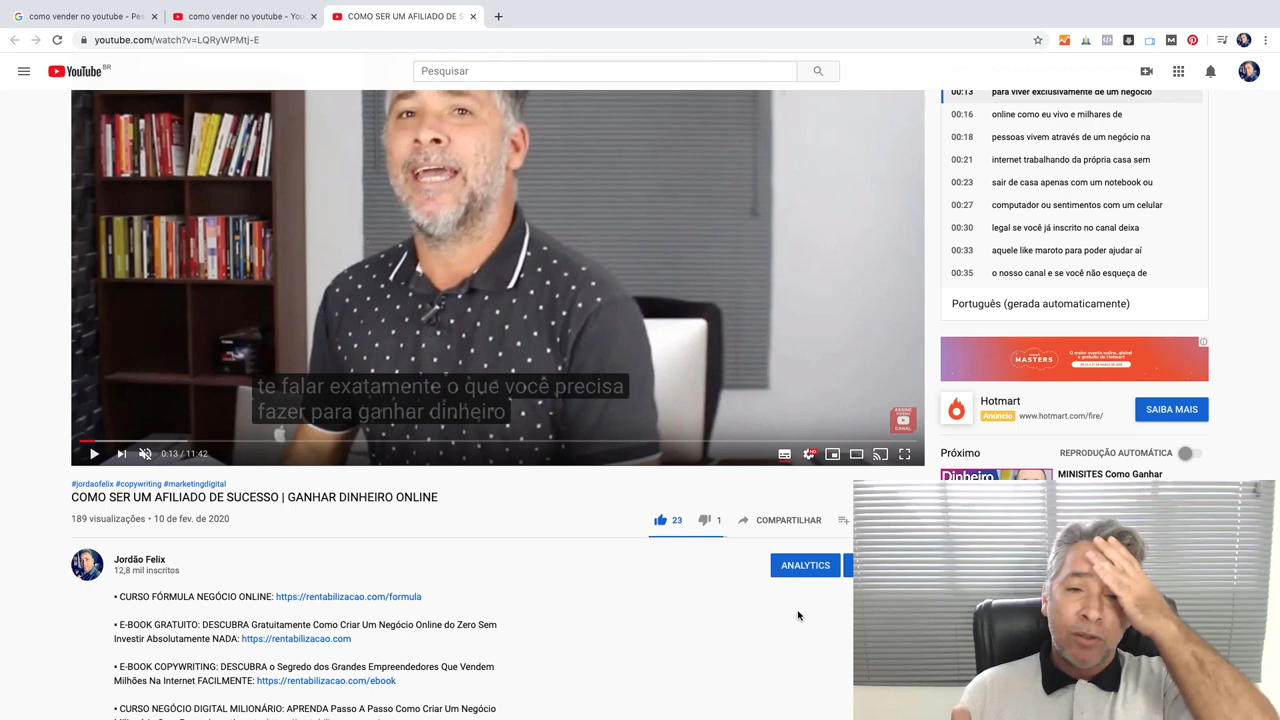 como vender no youtube - Pes
como vender no youtube - You
COMO SER UM AFILIADO DE S
youtube.com/watch?v=LQRyWPMtj-E
YouTube BR
Pesquisar
00:13 para viver exclusivamente de um negócio
00:16 online como eu vivo e milhares de
00:18 pessoas vivem através de um negócio na
00:21 internet trabalhando da própria casa sem
00:23 sair de casa apenas com um notebook ou
00:27 computador ou sentimentos com um celular
00:30 legal se você já inscrito no canal deixa
00:33 aquele like maroto para poder ajudar aí
00:35 o nosso canal e se você não esqueça de
Português (gerada automaticamente)
MASTERS
Hotmart
Anúncio www.hotmart.com/fire/
SAIBA MAIS
Próximo
REPRODUÇÃO AUTOMÁTICA
Dinheiro
MINISITES Como Ganhar
te falar exatamente o que você precisa
fazer para ganhar dinheiro
ASSINE
CANAL
0:13 / 11:42
HD
#jordaofelix #copywriting #marketingdigital
COMO SER UM AFILIADO DE SUCESSO | GANHAR DINHEIRO ONLINE
189 visualizações • 10 de fev. de 2020
23
1
COMPARTILHAR
Jordão Felix
12,8 mil inscritos
ANALYTICS
• CURSO FÓRMULA NEGÓCIO ONLINE: https://rentabilizacao.com/formula
• E-BOOK GRATUITO: DESCUBRA Gratuitamente Como Criar Um Negócio Online do Zero Sem
Investir Absolutamente NADA: https://rentabilizacao.com
• E-BOOK COPYWRITING: DESCUBRA o Segredo dos Grandes Empreendedores Que Vendem
Milhões Na Internet FACILMENTE: https://rentabilizacao.com/ebook
• CURSO NEGÓCIO DIGITAL MILIONÁRIO: APRENDA Passo A Passo Como Criar Um Negócio